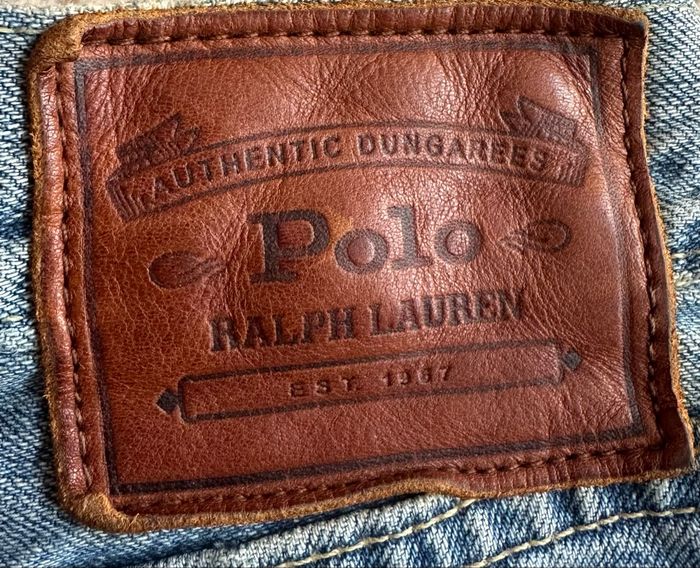 AUTHENTIC DUNGAREES
Polo
RALPH LAUREN
EST. 1967